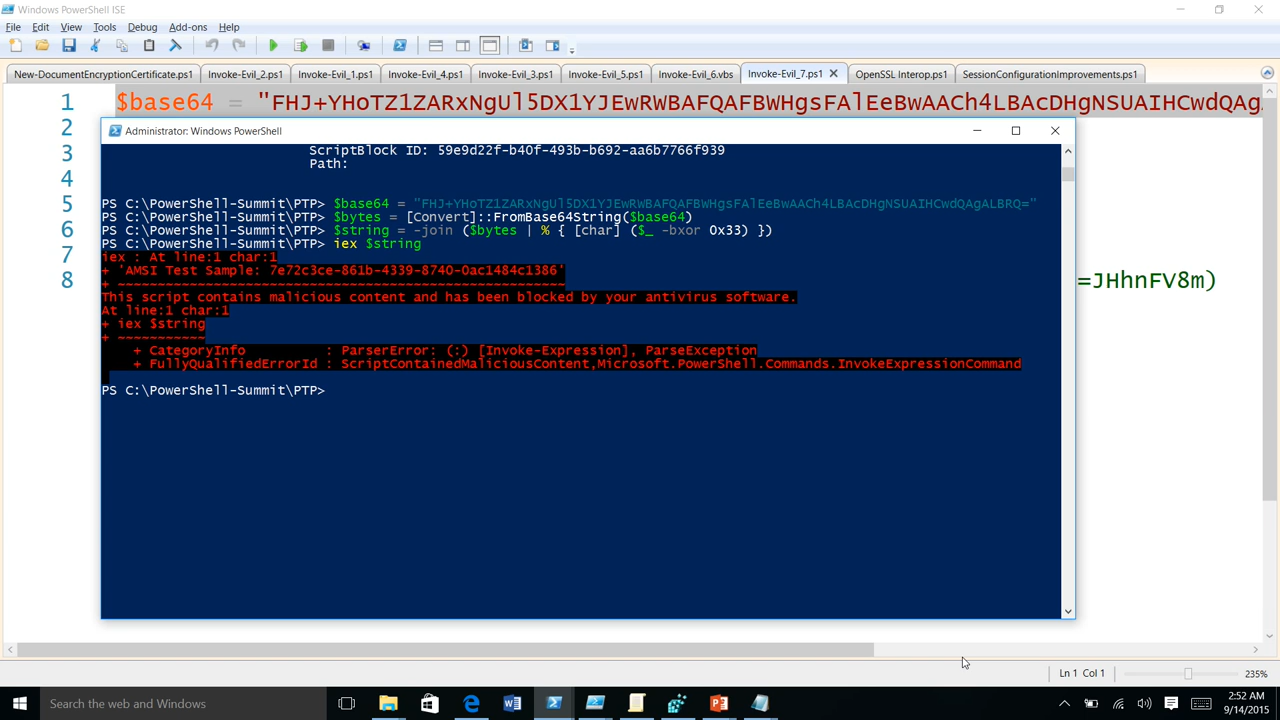 Windows PowerShell ISE
File Edit View Tools Debug Add-ons Help
New-DocumentEncryptionCertificate.ps1 Invoke-Evil_2.ps1 Invoke-Evil_1.ps1 Invoke-Evil_4.ps1 Invoke-Evil_3.ps1 Invoke-Evil_5.ps1 Invoke-Evil_6.vbs Invoke-Evil_7.ps1 OpenSSL Interop.ps1 SessionConfigurationImprovements.ps1
1 $base64 = "FHJ+YHoTZ1ZARxNgUl5DX1YJEwRWBAFQAFBWHgsFAlEeBwAACh4LBAcDHgNSUAIHCwdQAgA
2
3
4
5
6
7
8 =JHhnFV8m)
Administrator: Windows PowerShell
ScriptBlock ID: 59e9d22f-b40f-493b-b692-aa6b7766f939
Path:
PS C:\PowerShell-Summit\PTP> $base64 = "FHJ+YHoTZ1ZARxNgUl5DX1YJEwRWBAFQAFBWHgsFAlEeBwAACh4LBAcDHgNSUAIHCwdQAgALBRQ="
PS C:\PowerShell-Summit\PTP> $bytes = [Convert]::FromBase64String($base64)
PS C:\PowerShell-Summit\PTP> $string = -join ($bytes | % { [char] ($_ -bxor 0x33) })
PS C:\PowerShell-Summit\PTP> iex $string
iex : At line:1 char:1
+ 'AMSI Test Sample: 7e72c3ce-861b-4339-8740-0ac1484c1386'
+ ~~~~~~~~~~~~~~~~~~~~~~~~~~~~~~~~~~~~~~~~~~~~~~~~~~~~~~~~
This script contains malicious content and has been blocked by your antivirus software.
At line:1 char:1
+ iex $string
+ ~~~~~~~~~~~
+ CategoryInfo : ParserError: (:) [Invoke-Expression], ParseException
+ FullyQualifiedErrorId : ScriptContainedMaliciousContent,Microsoft.PowerShell.Commands.InvokeExpressionCommand
PS C:\PowerShell-Summit\PTP>
Ln 1 Col 1 235%
Search the web and Windows
2:52 AM
9/14/2015